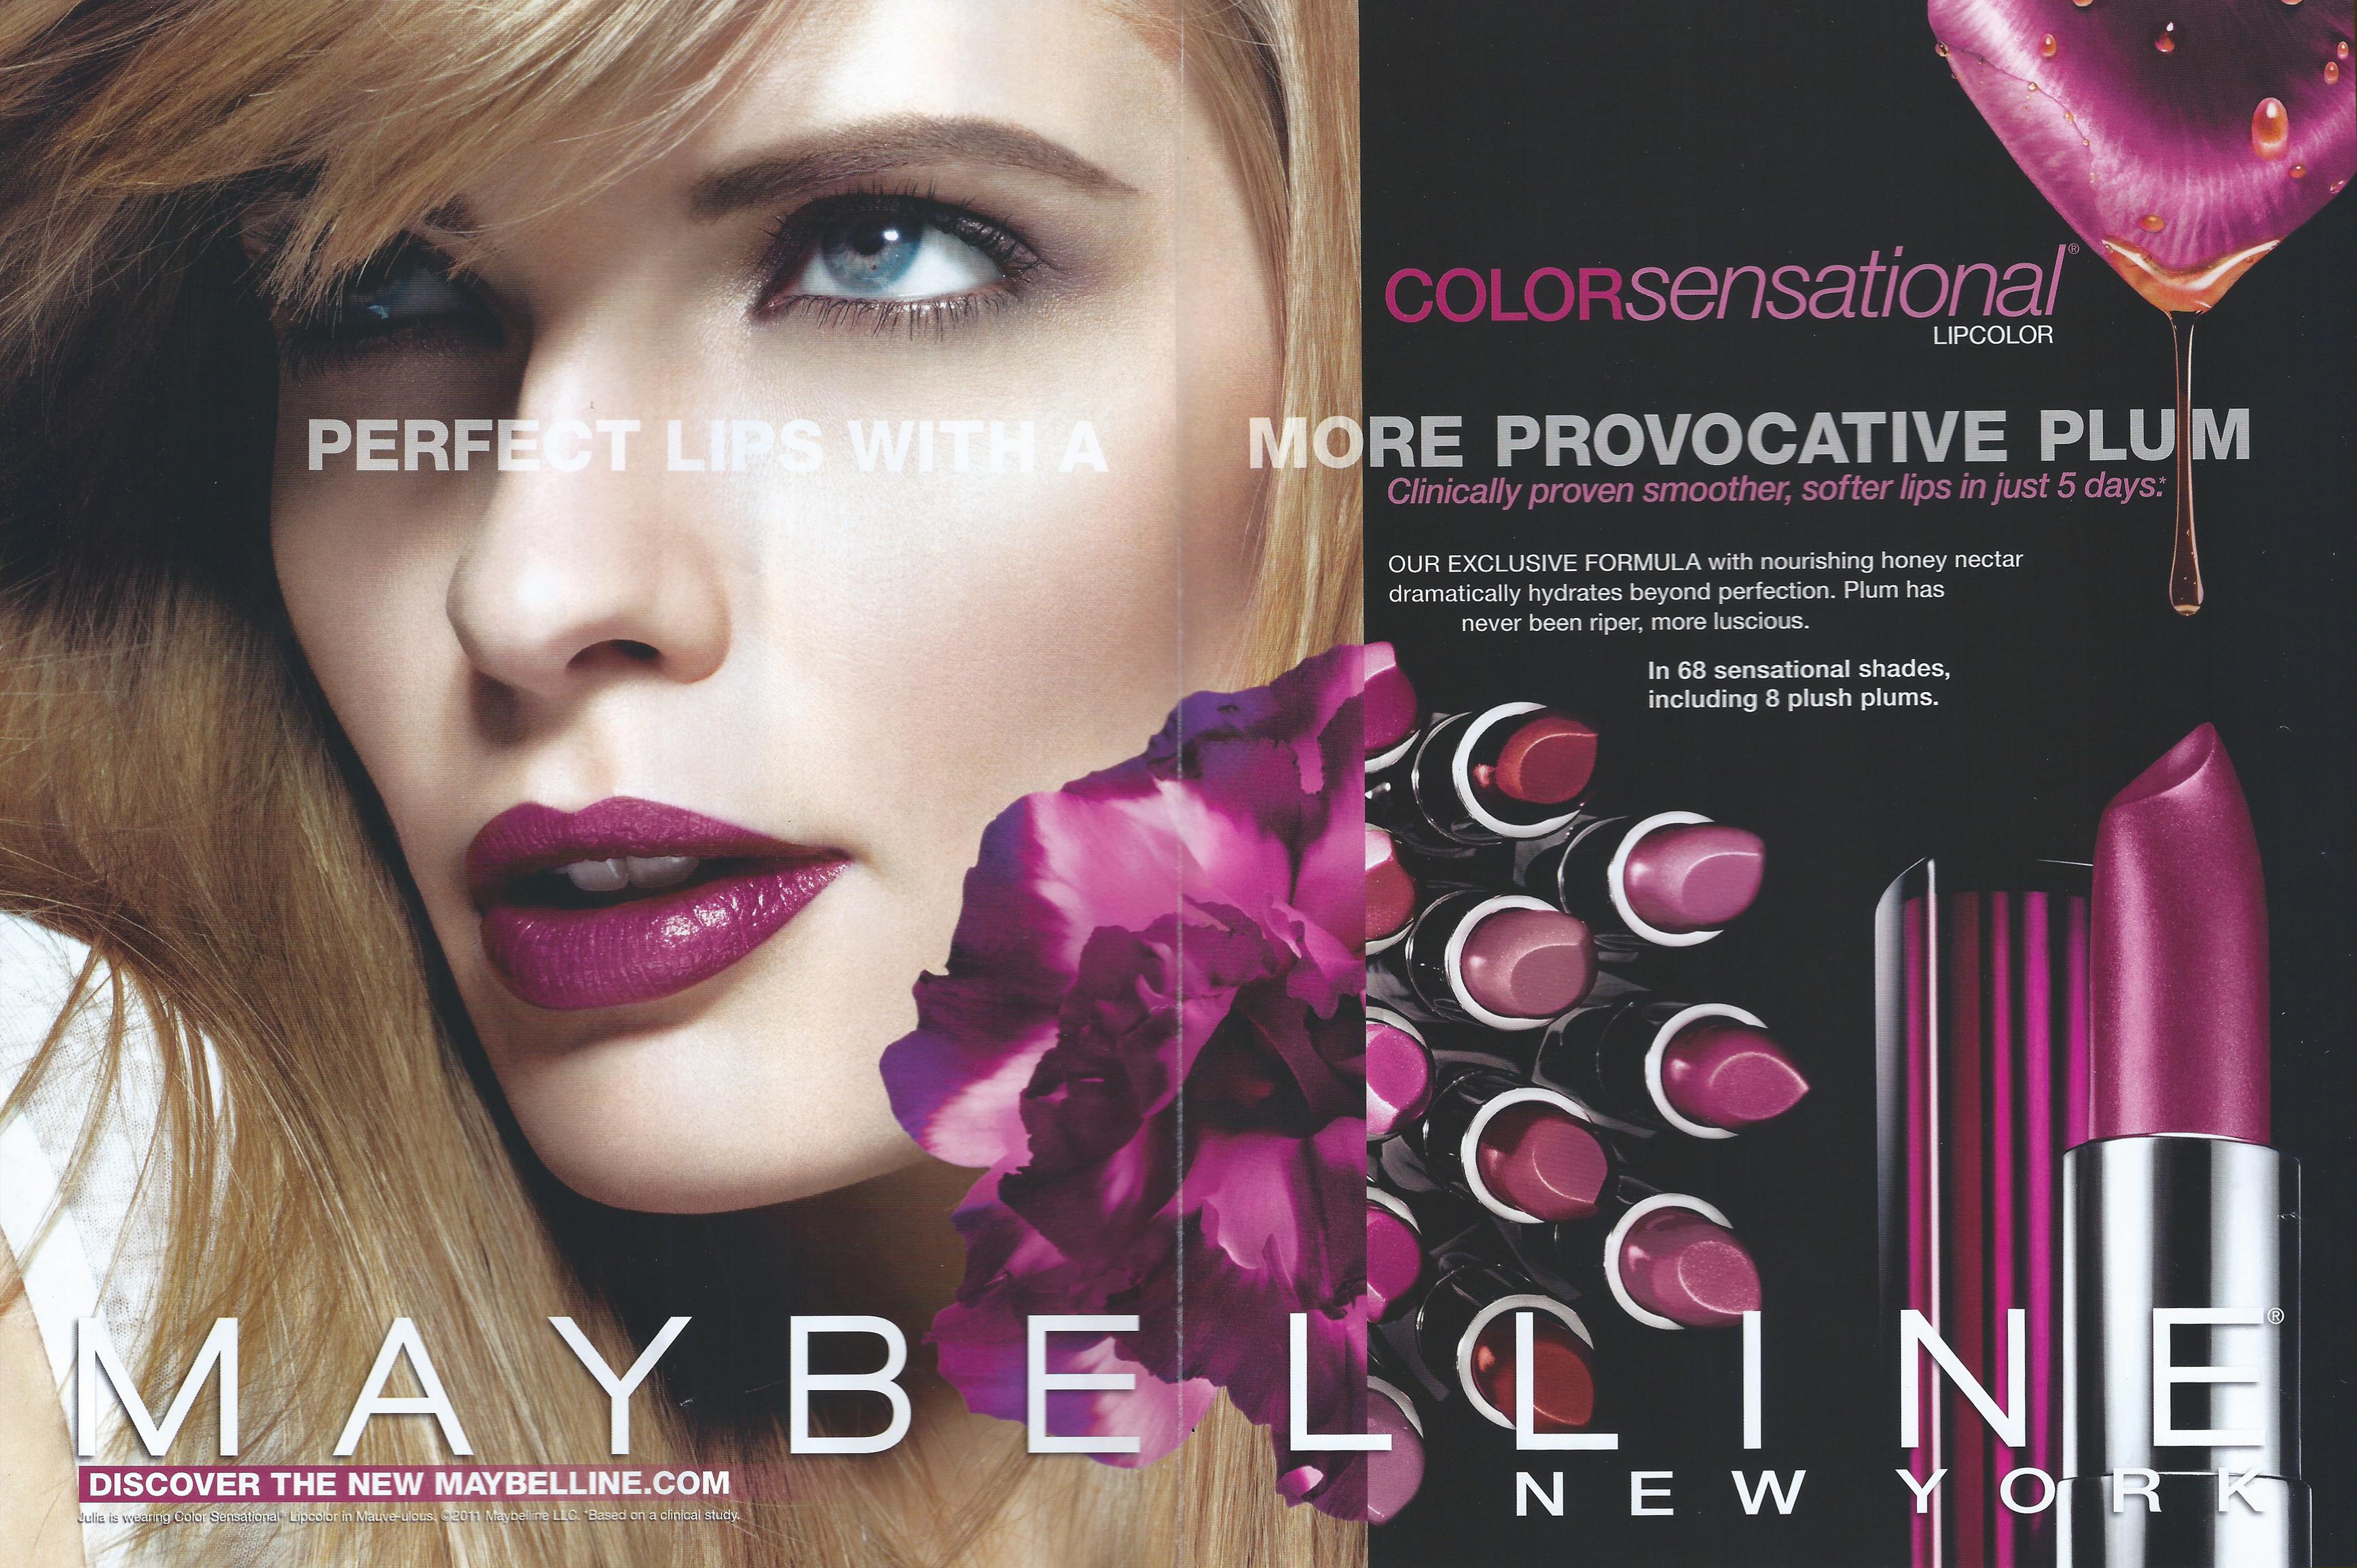 COLORsensational®
LIPCOLOR
PERFECT LIPS WITH A MORE PROVOCATIVE PLUM
Clinically proven smoother, softer lips in just 5 days.*
OUR EXCLUSIVE FORMULA with nourishing honey nectar
dramatically hydrates beyond perfection. Plum has
never been riper, more luscious.
In 68 sensational shades,
including 8 plush plums.
MAYBELLINE®
NEW YORK
DISCOVER THE NEW MAYBELLINE.COM
Julia is wearing Color Sensational® Lipcolor in Mauve-ulous. ©2011 Maybelline LLC. *Based on a clinical study.